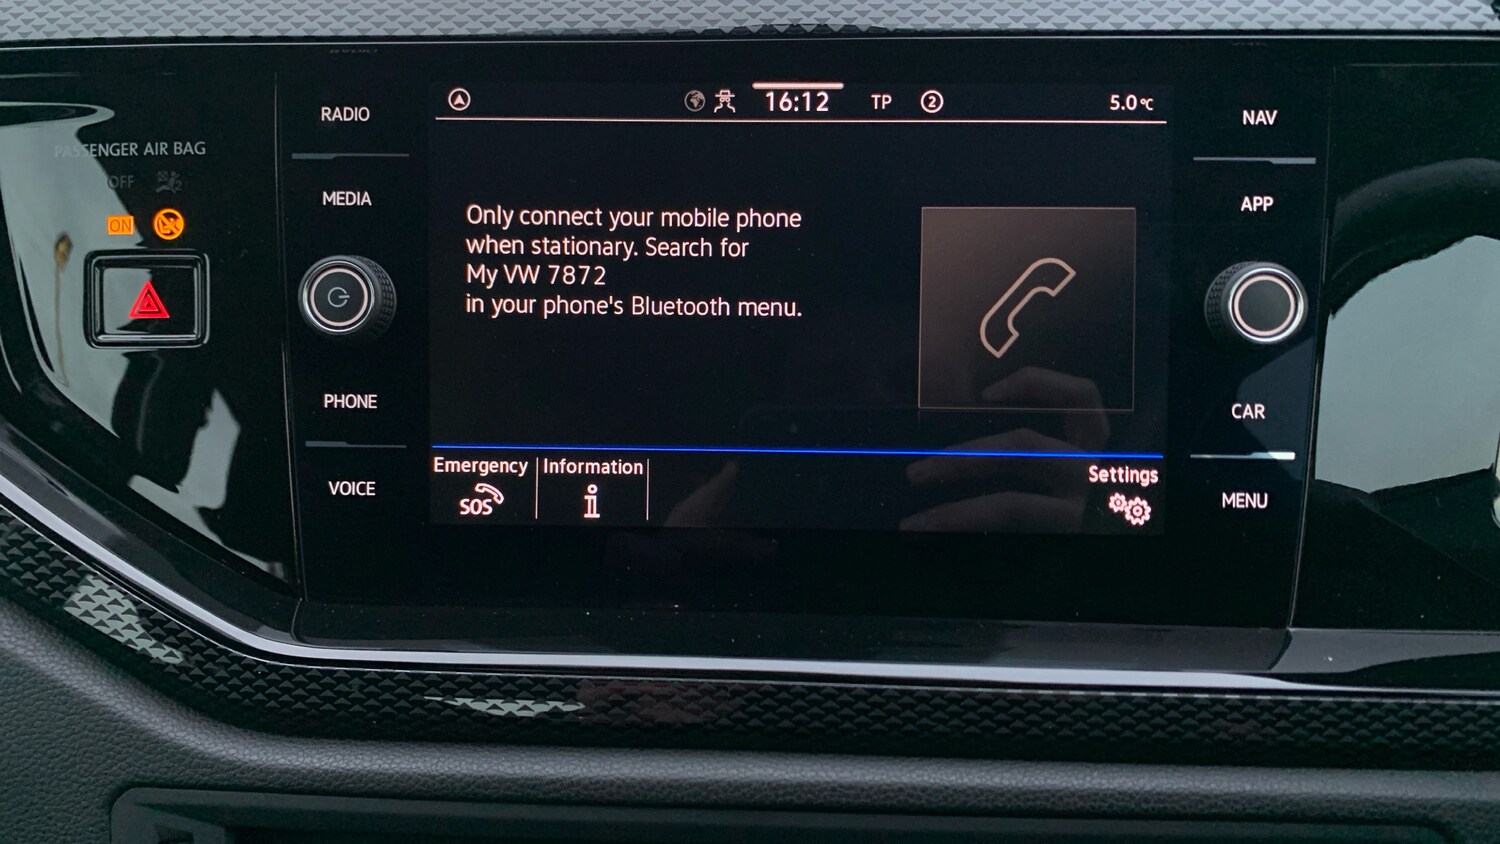 RADIO
MEDIA
PHONE
VOICE
PASSENGER AIR BAG
OFF
ON
16:12 TP 2 5.0 °C
Only connect your mobile phone
when stationary. Search for
My VW 7872
in your phone's Bluetooth menu.
Emergency Information Settings
SOS i
NAV
APP
CAR
MENU